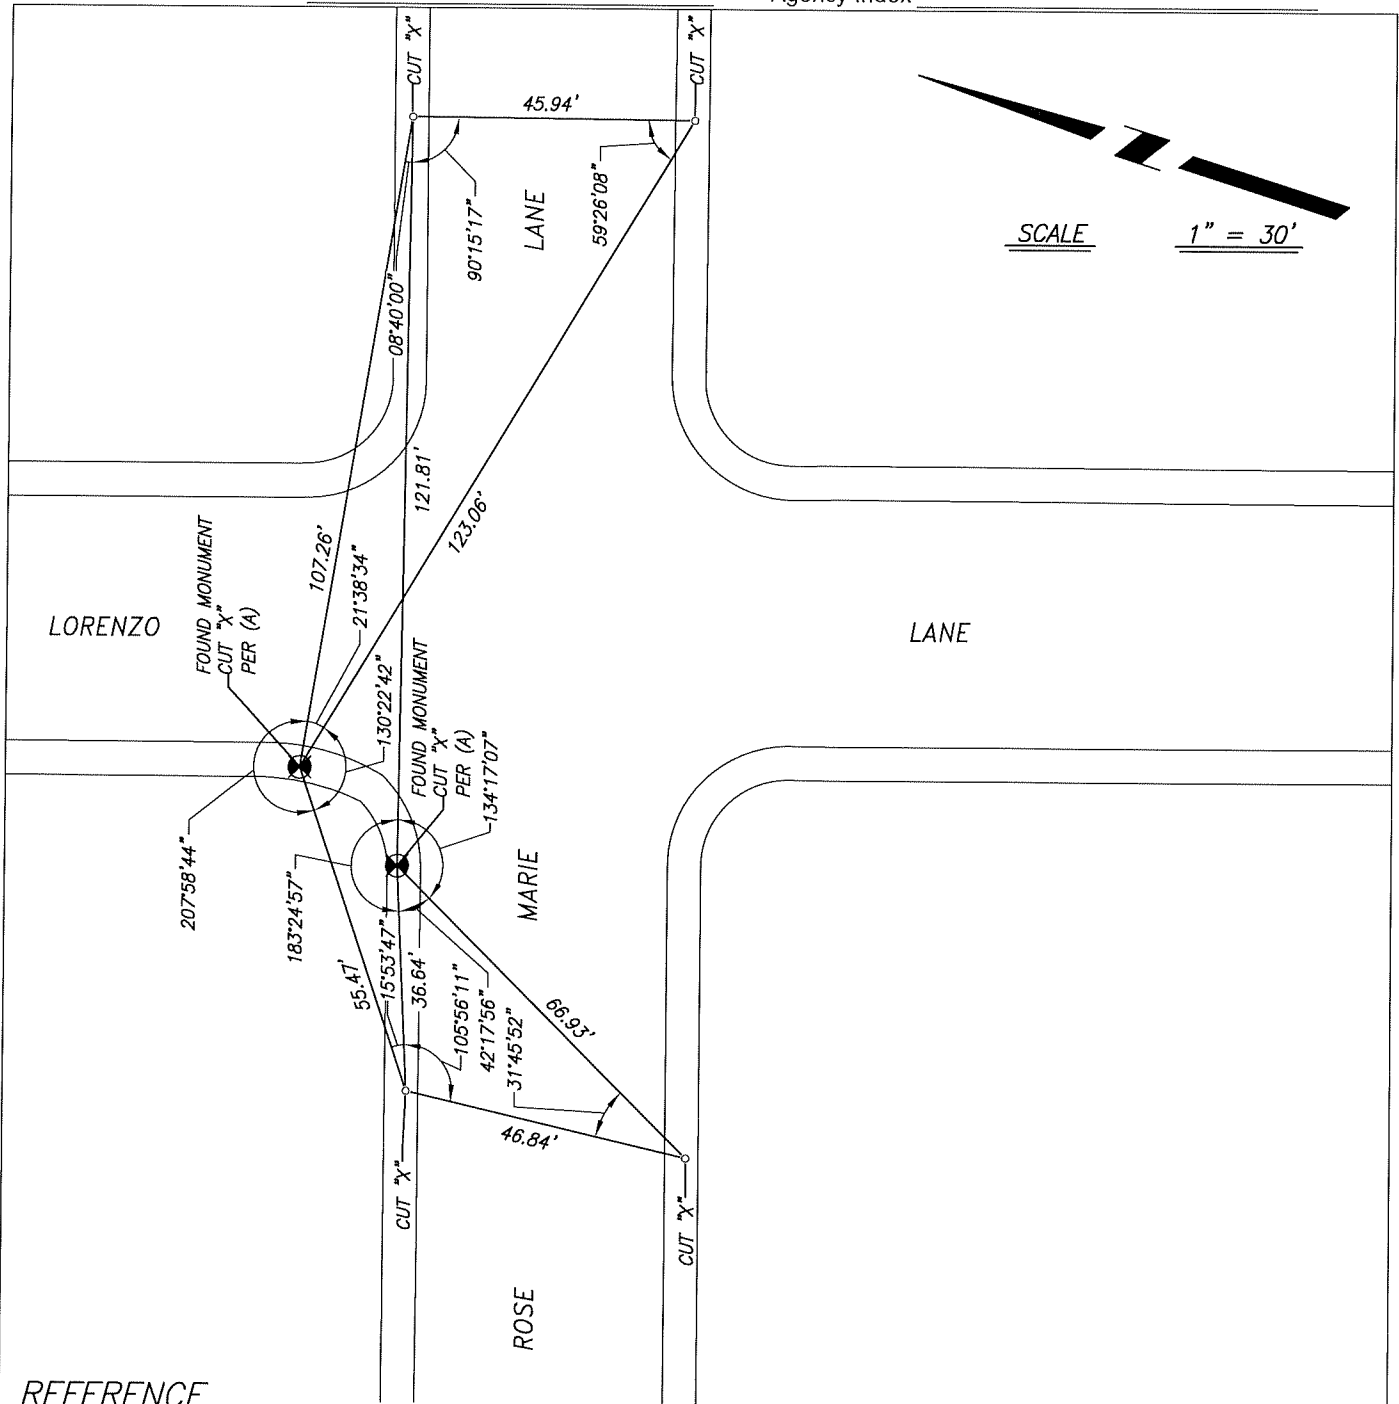 Agency Index
CUT "X"
CUT "X"
45.94'
90°15'17"
LANE
59°26'08"
SCALE 1" = 30'
08°40'00"
121.81'
123.06'
107.26'
21°38'34"
FOUND MONUMENT
CUT "X"
PER (A)
LORENZO
LANE
130°22'42"
FOUND MONUMENT
CUT "X"
PER (A)
134°17'07"
207°58'44"
183°24'57"
MARIE
55.47'
15°53'47"
36.64'
105°56'11"
42°17'56"
31°45'52"
66.93'
46.84'
CUT "X"
CUT "X"
ROSE
REFERENCE